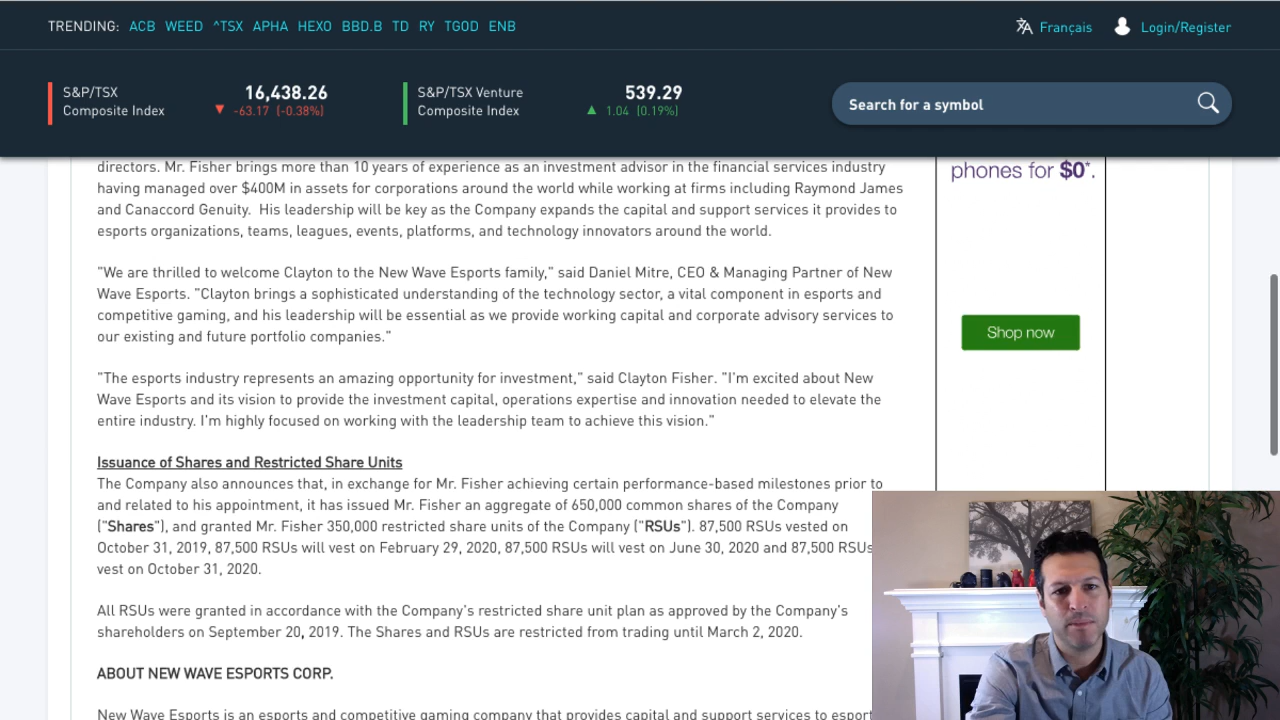 TRENDING: ACB WEED ^TSX APHA HEXO BBD.B TD RY TGOD ENB
Français Login/Register
S&P/TSX Composite Index
16,438.26
▼ -63.17 (-0.38%)
S&P/TSX Venture Composite Index
539.29
▲ 1.04 (0.19%)
Search for a symbol
directors. Mr. Fisher brings more than 10 years of experience as an investment advisor in the financial services industry
having managed over $400M in assets for corporations around the world while working at firms including Raymond James
and Canaccord Genuity. His leadership will be key as the Company expands the capital and support services it provides to
esports organizations, teams, leagues, events, platforms, and technology innovators around the world.
"We are thrilled to welcome Clayton to the New Wave Esports family," said Daniel Mitre, CEO & Managing Partner of New
Wave Esports. "Clayton brings a sophisticated understanding of the technology sector, a vital component in esports and
competitive gaming, and his leadership will be essential as we provide working capital and corporate advisory services to
our existing and future portfolio companies."
"The esports industry represents an amazing opportunity for investment," said Clayton Fisher. "I'm excited about New
Wave Esports and its vision to provide the investment capital, operations expertise and innovation needed to elevate the
entire industry. I'm highly focused on working with the leadership team to achieve this vision."
Issuance of Shares and Restricted Share Units
The Company also announces that, in exchange for Mr. Fisher achieving certain performance-based milestones prior to
and related to his appointment, it has issued Mr. Fisher an aggregate of 650,000 common shares of the Company
("Shares"), and granted Mr. Fisher 350,000 restricted share units of the Company ("RSUs"). 87,500 RSUs vested on
October 31, 2019, 87,500 RSUs will vest on February 29, 2020, 87,500 RSUs will vest on June 30, 2020 and 87,500 RSUs
vest on October 31, 2020.
All RSUs were granted in accordance with the Company's restricted share unit plan as approved by the Company's
shareholders on September 20, 2019. The Shares and RSUs are restricted from trading until March 2, 2020.
ABOUT NEW WAVE ESPORTS CORP.
New Wave Esports is an esports and competitive gaming company that provides capital and support services to esport
phones for $0*.
Shop now